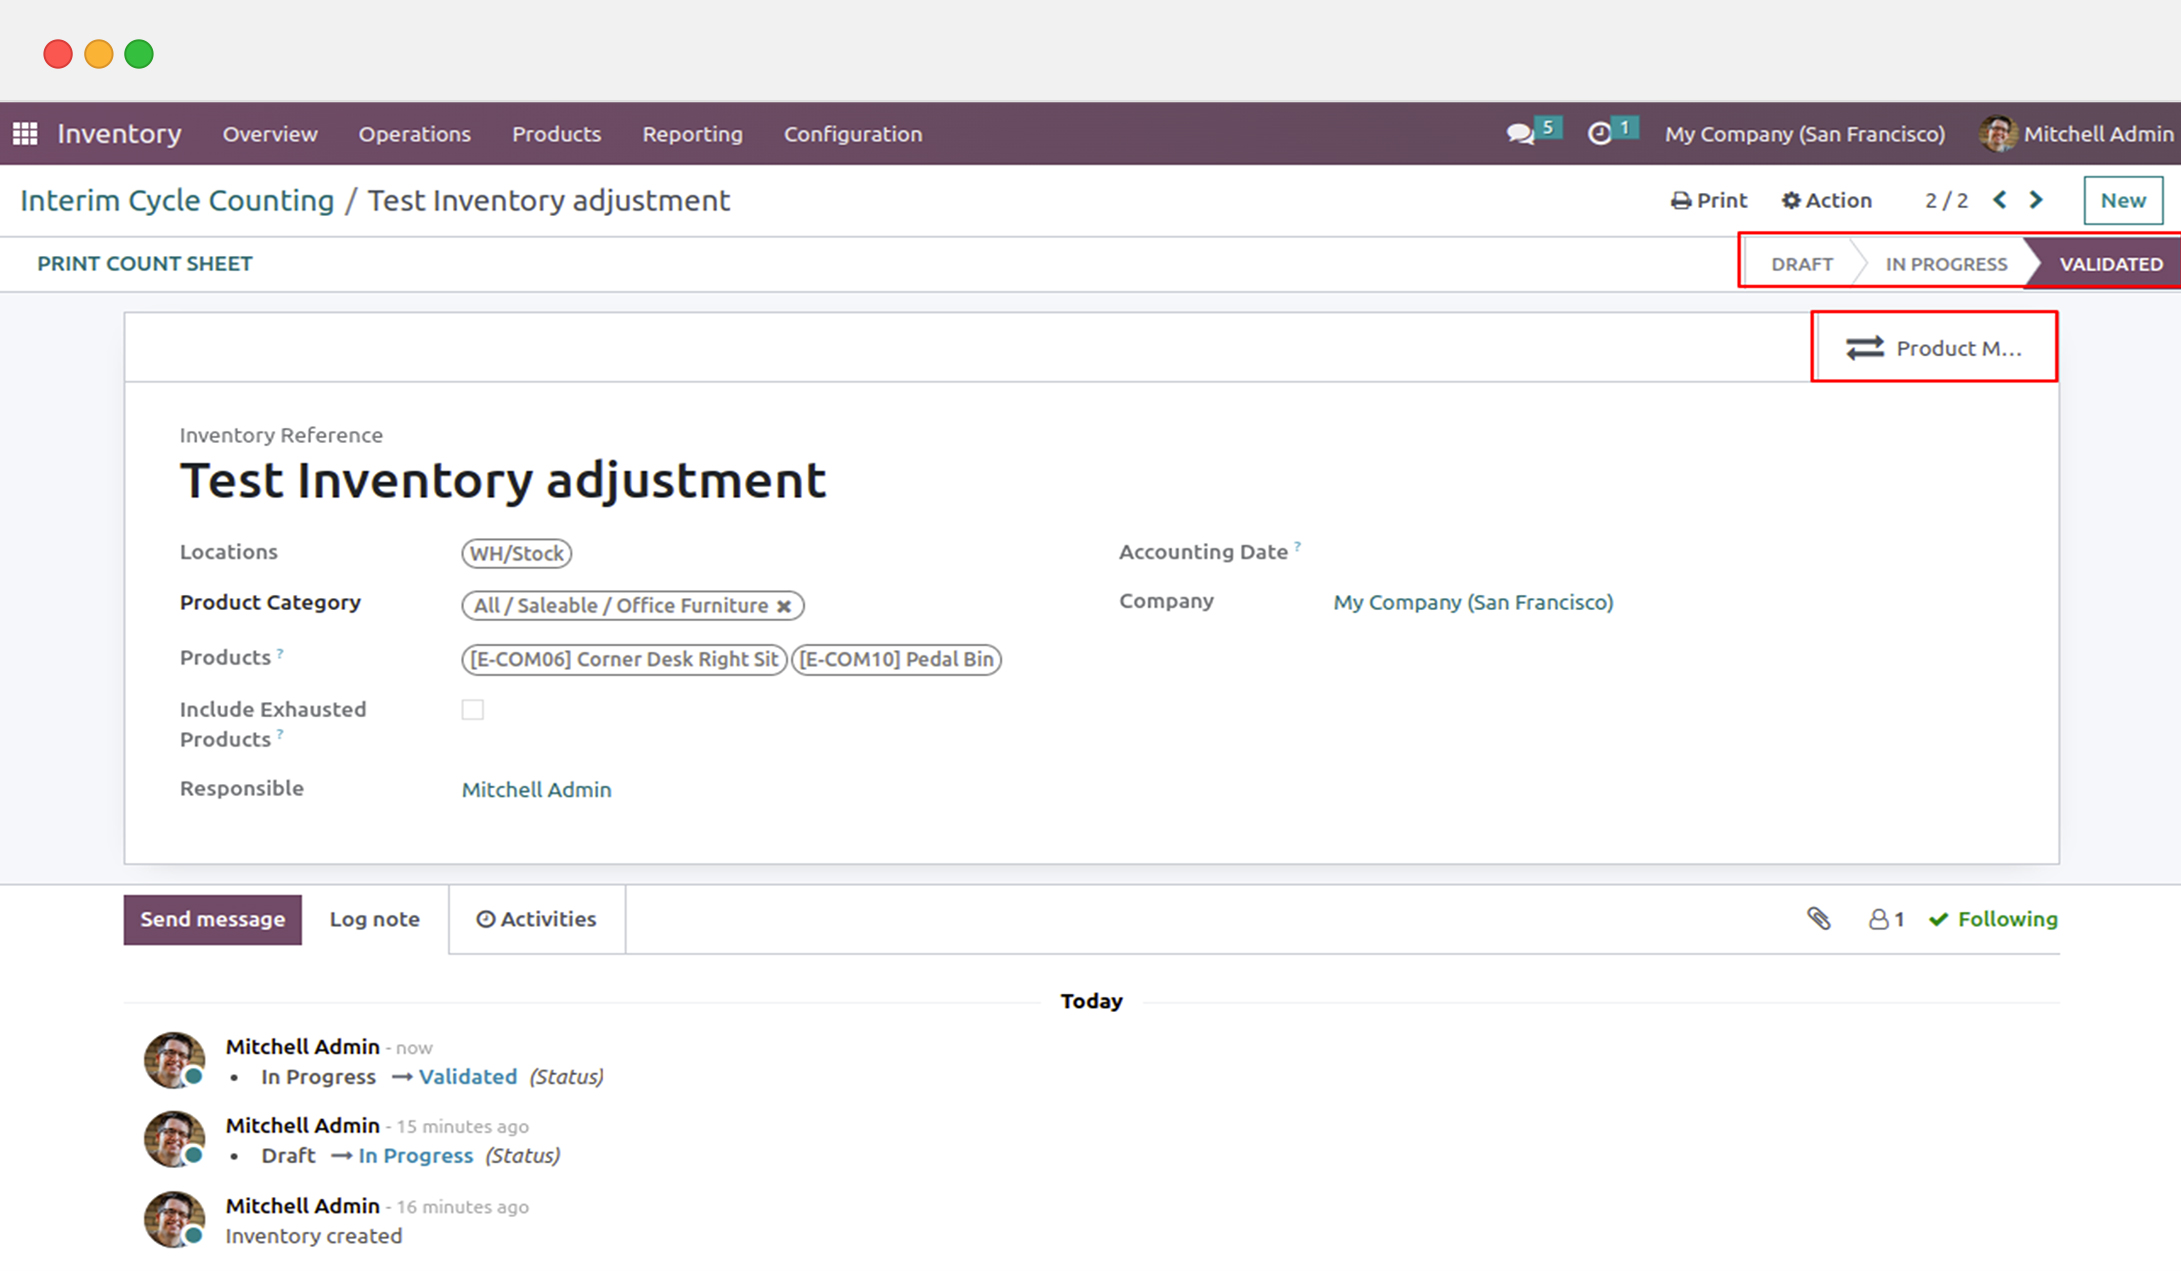 Inventory Overview Operations Products Reporting Configuration 5 1 My Company (San Francisco) Mitchell Admin
Interim Cycle Counting / Test Inventory adjustment Print Action 2 / 2 New
PRINT COUNT SHEET DRAFT IN PROGRESS VALIDATED
Product M...
Inventory Reference
Test Inventory adjustment
Locations WH/Stock Accounting Date ?
Product Category All / Saleable / Office Furniture Company My Company (San Francisco)
Products ? [E-COM06] Corner Desk Right Sit [E-COM10] Pedal Bin
Include Exhausted
Products ?
Responsible Mitchell Admin
Send message Log note Activities 1 Following
Today
Mitchell Admin - now
• In Progress → Validated (Status)
Mitchell Admin - 15 minutes ago
• Draft → In Progress (Status)
Mitchell Admin - 16 minutes ago
Inventory created